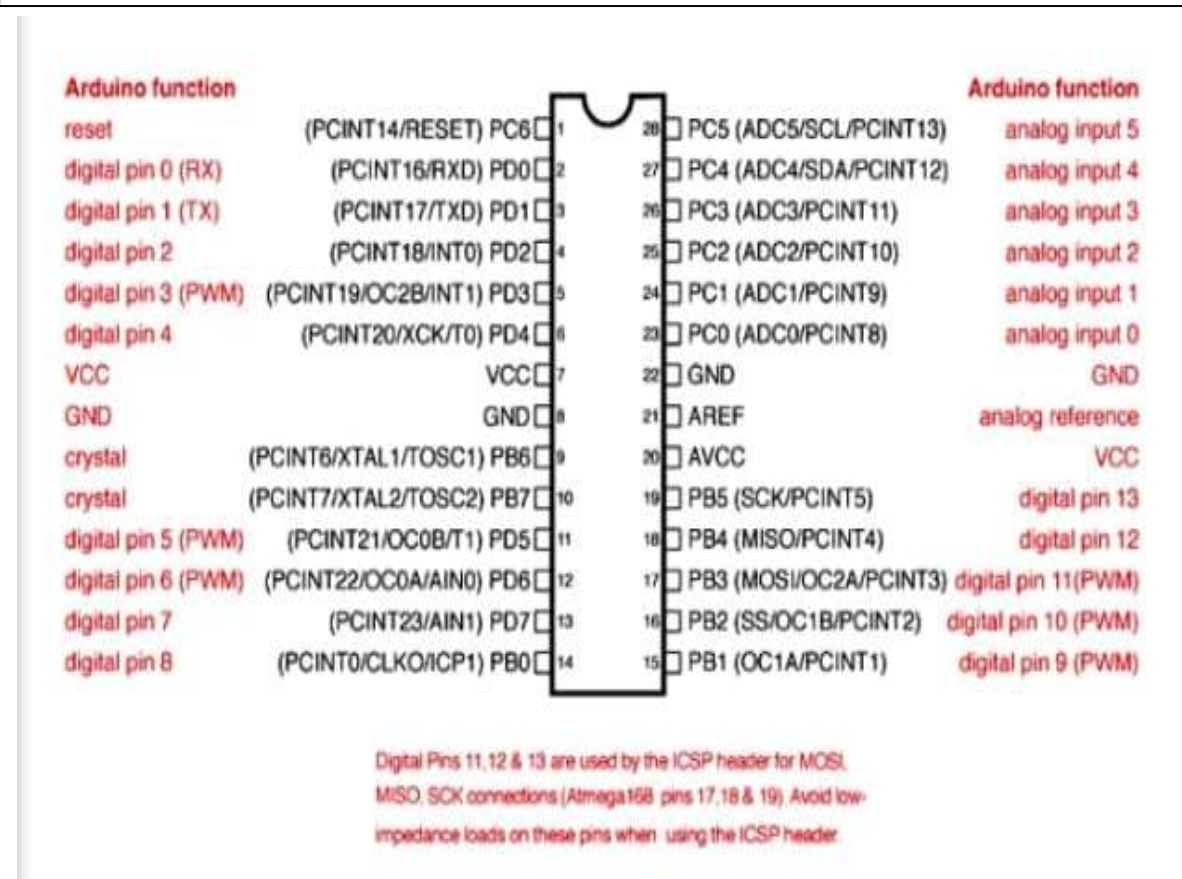 Arduino function Arduino function
reset (PCINT14/RESET) PC6 1 28 PC5 (ADC5/SCL/PCINT13) analog input 5
digital pin 0 (RX) (PCINT16/RXD) PD0 2 27 PC4 (ADC4/SDA/PCINT12) analog input 4
digital pin 1 (TX) (PCINT17/TXD) PD1 3 26 PC3 (ADC3/PCINT11) analog input 3
digital pin 2 (PCINT18/INT0) PD2 4 25 PC2 (ADC2/PCINT10) analog input 2
digital pin 3 (PWM) (PCINT19/OC2B/INT1) PD3 5 24 PC1 (ADC1/PCINT9) analog input 1
digital pin 4 (PCINT20/XCK/T0) PD4 6 23 PC0 (ADC0/PCINT8) analog input 0
VCC VCC 7 22 GND GND
GND GND 8 21 AREF analog reference
crystal (PCINT6/XTAL1/TOSC1) PB6 9 20 AVCC VCC
crystal (PCINT7/XTAL2/TOSC2) PB7 10 19 PB5 (SCK/PCINT5) digital pin 13
digital pin 5 (PWM) (PCINT21/OC0B/T1) PD5 11 18 PB4 (MISO/PCINT4) digital pin 12
digital pin 6 (PWM) (PCINT22/OC0A/AIN0) PD6 12 17 PB3 (MOSI/OC2A/PCINT3) digital pin 11(PWM)
digital pin 7 (PCINT23/AIN1) PD7 13 16 PB2 (SS/OC1B/PCINT2) digital pin 10 (PWM)
digital pin 8 (PCINT0/CLKO/ICP1) PB0 14 15 PB1 (OC1A/PCINT1) digital pin 9 (PWM)
Digital Pins 11,12 & 13 are used by the ICSP header for MOSI,
MISO, SCK connections (Atmega168 pins 17,18 & 19). Avoid low-
impedance loads on these pins when using the ICSP header.